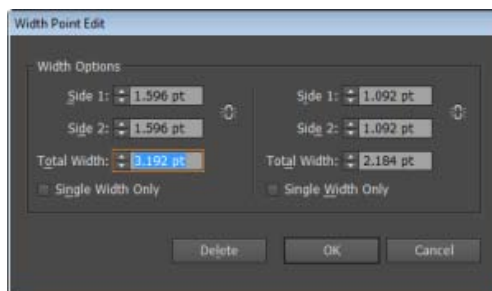 Width Point Edit
Width Options
Side 1: 1.596 pt
Side 2: 1.596 pt
Total Width: 3.192 pt
Single Width Only
Side 1: 1.092 pt
Side 2: 1.092 pt
Total Width: 2.184 pt
Single Width Only
Delete OK Cancel